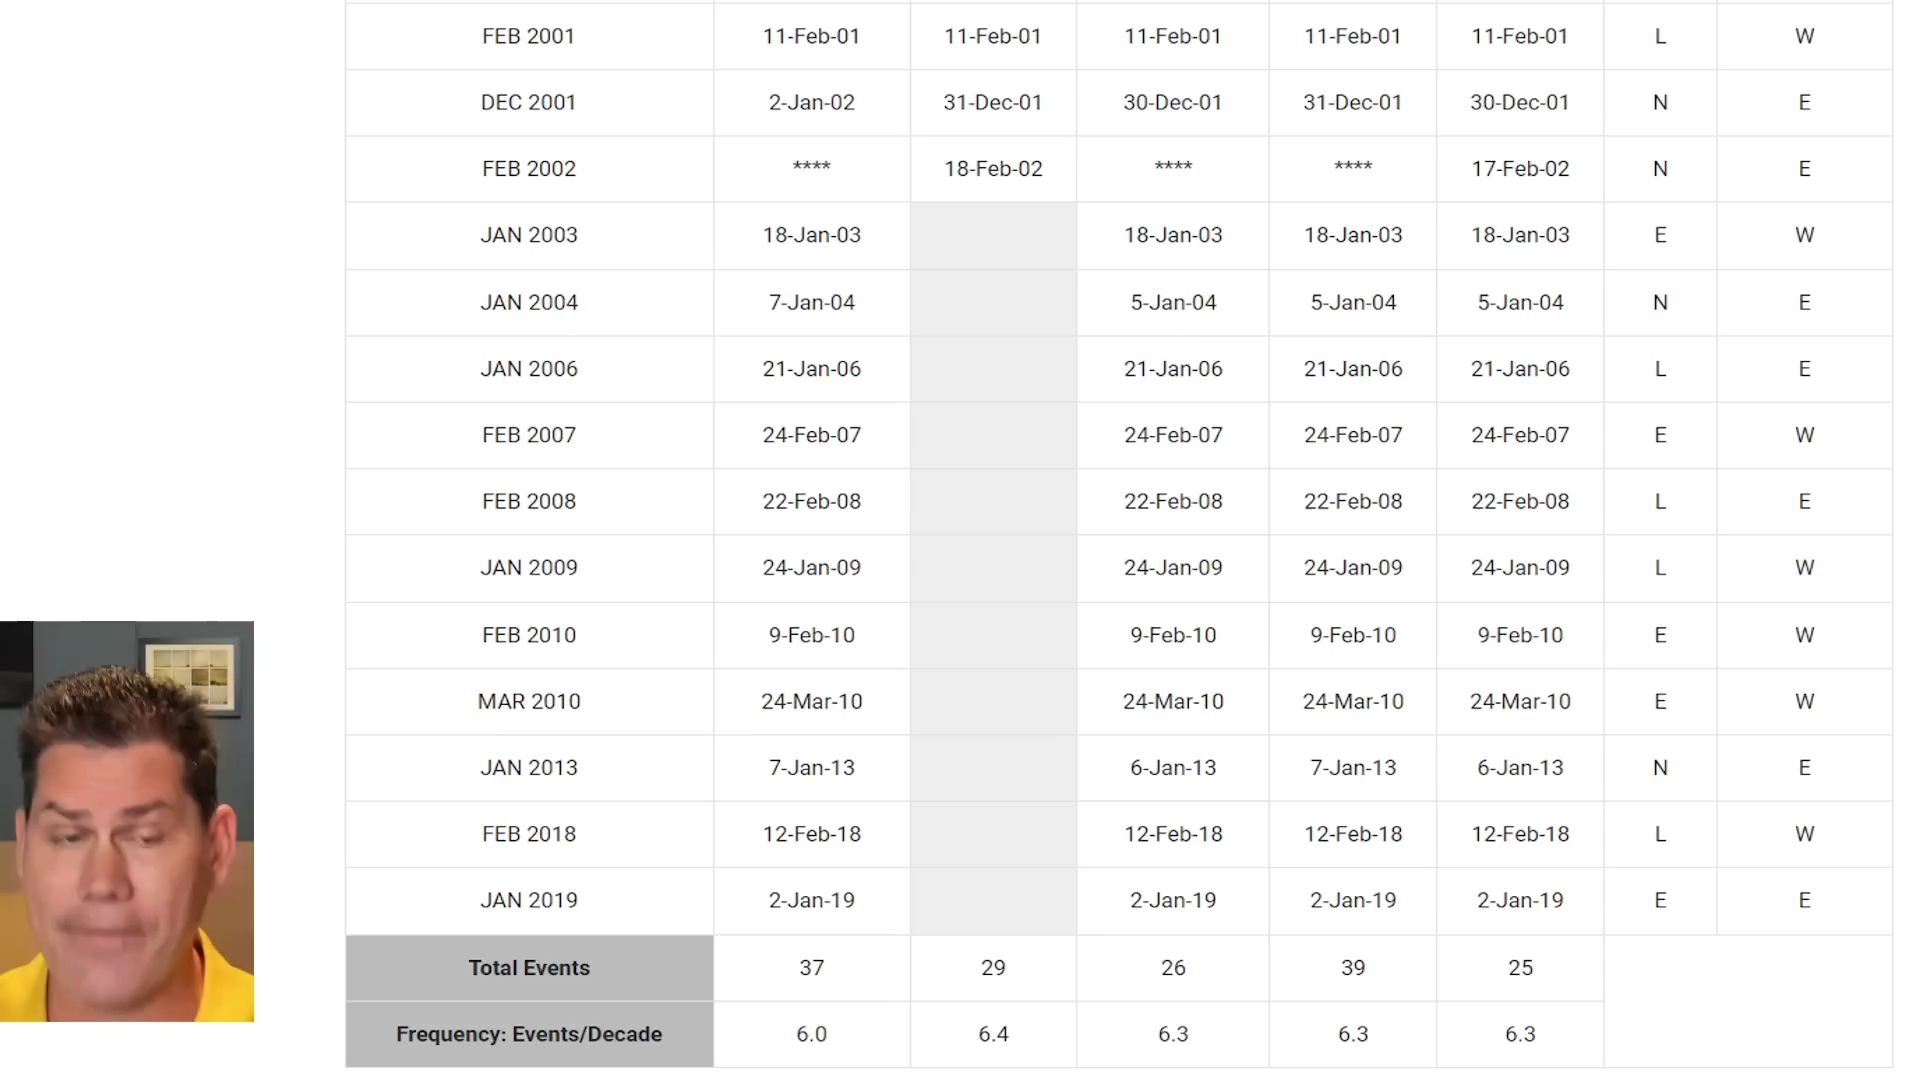 FEB 2001 11-Feb-01 11-Feb-01 11-Feb-01 11-Feb-01 11-Feb-01 L W
DEC 2001 2-Jan-02 31-Dec-01 30-Dec-01 31-Dec-01 30-Dec-01 N E
FEB 2002 **** 18-Feb-02 **** **** 17-Feb-02 N E
JAN 2003 18-Jan-03 18-Jan-03 18-Jan-03 18-Jan-03 E W
JAN 2004 7-Jan-04 5-Jan-04 5-Jan-04 5-Jan-04 N E
JAN 2006 21-Jan-06 21-Jan-06 21-Jan-06 21-Jan-06 L E
FEB 2007 24-Feb-07 24-Feb-07 24-Feb-07 24-Feb-07 E W
FEB 2008 22-Feb-08 22-Feb-08 22-Feb-08 22-Feb-08 L E
JAN 2009 24-Jan-09 24-Jan-09 24-Jan-09 24-Jan-09 L W
FEB 2010 9-Feb-10 9-Feb-10 9-Feb-10 9-Feb-10 E W
MAR 2010 24-Mar-10 24-Mar-10 24-Mar-10 24-Mar-10 E W
JAN 2013 7-Jan-13 6-Jan-13 7-Jan-13 6-Jan-13 N E
FEB 2018 12-Feb-18 12-Feb-18 12-Feb-18 12-Feb-18 L W
JAN 2019 2-Jan-19 2-Jan-19 2-Jan-19 2-Jan-19 E E
Total Events 37 29 26 39 25
Frequency: Events/Decade 6.0 6.4 6.3 6.3 6.3